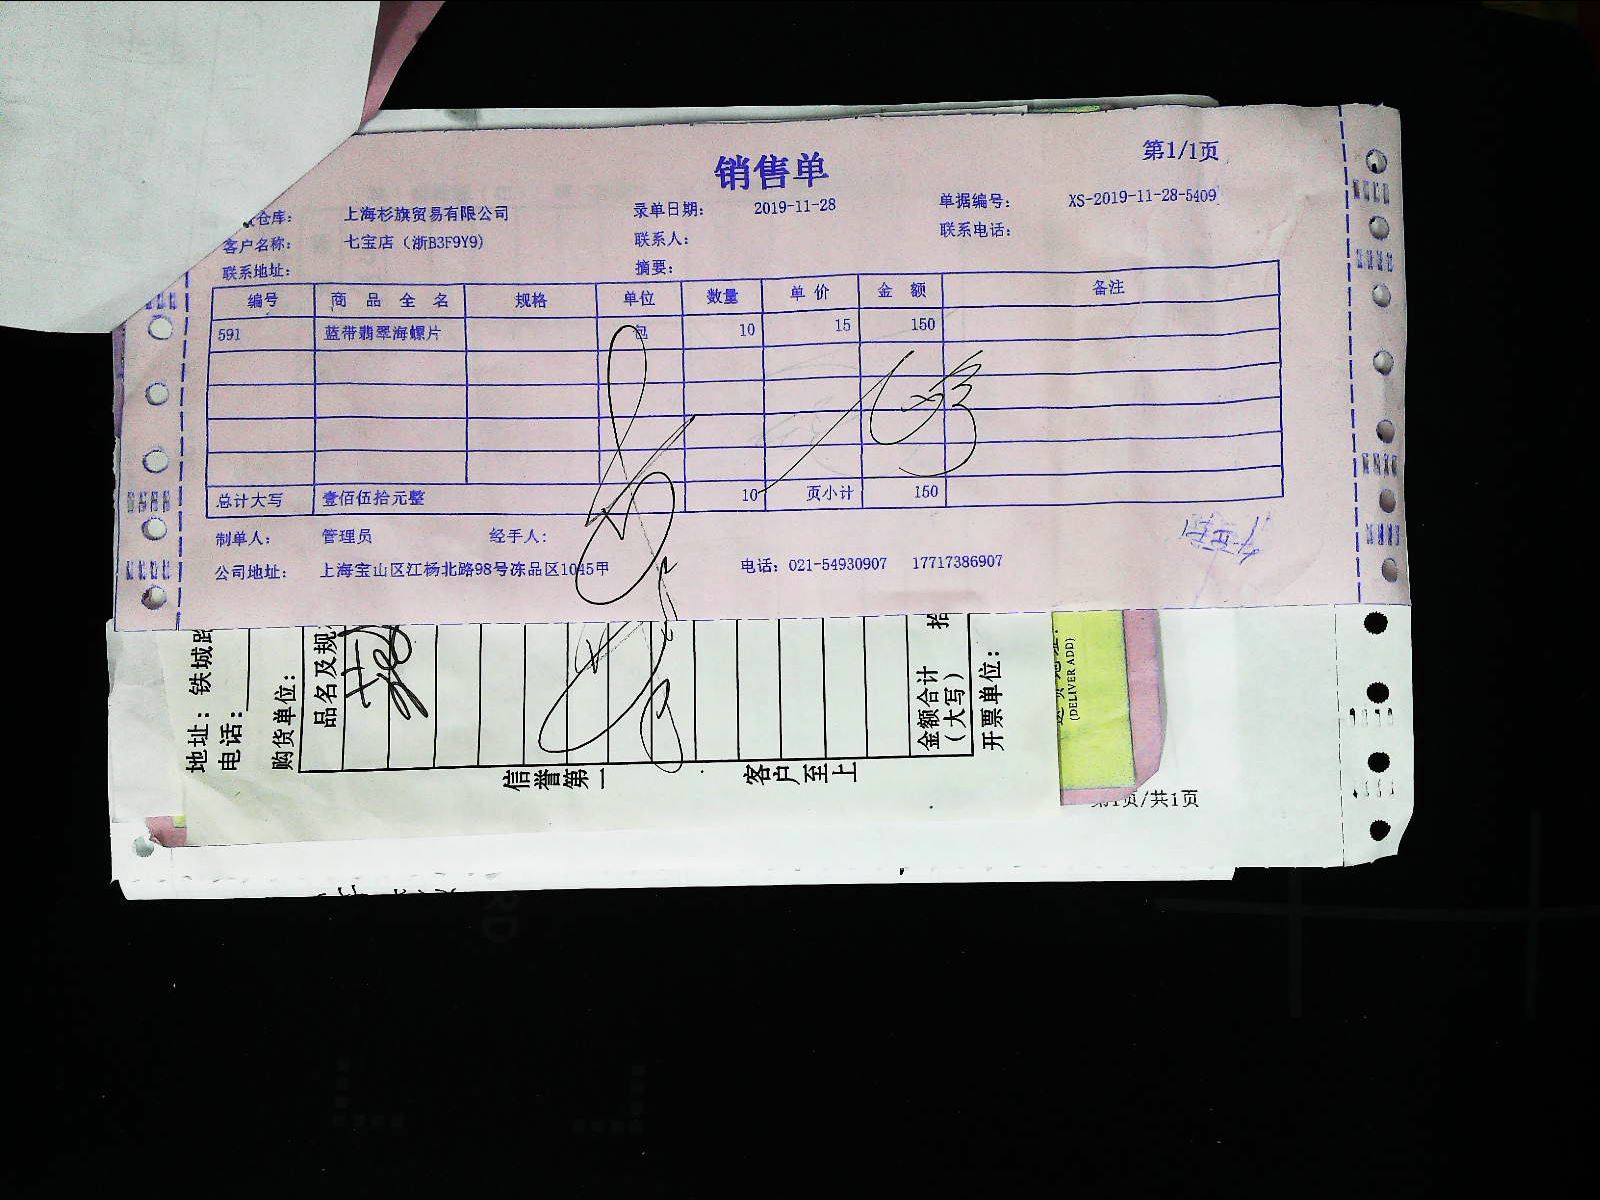 销售单
第1/1页
仓库： 上海杉旗贸易有限公司 录单日期： 2019-11-28 单据编号： XS-2019-11-28-5409
客户名称： 七宝店（浙B3F9Y9） 联系人： 联系电话：
联系地址： 摘要：
编号 商品全名 规格 单位 数量 单价 金额 备注
591 蓝带翡翠海螺片 包 10 15 150
总计大写 壹佰伍拾元整 10 页小计 150
制单人： 管理员 经手人：
公司地址： 上海宝山区江杨北路98号冻品区1045甲 电话：021-54930907 17717386907
地址：铁城路
电话：
购货单位：
品名及规
金额合计
（大写）
拾
开票单位：
信誉第一 客户至上
(DELIVER ADD)
页/共1页